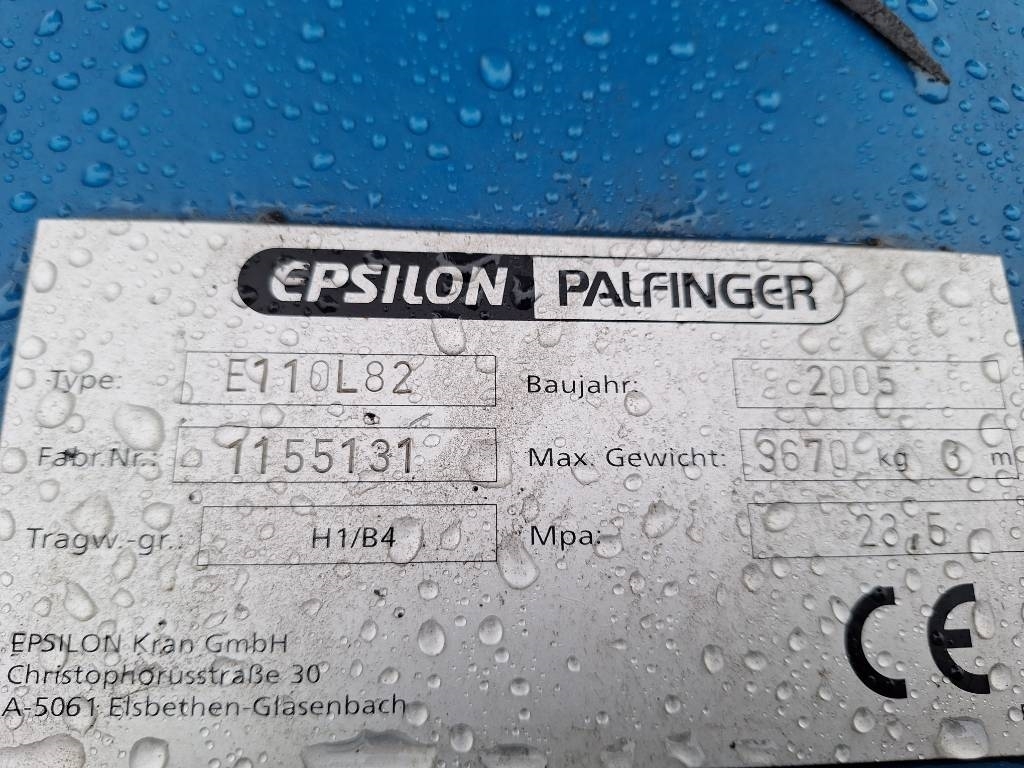 EPSILON PALFINGER
Type: E110L82 Baujahr: 2005
Fabr.Nr.: 1155131 Max. Gewicht: 3670 kg 3 m
Tragw.-gr.: H1/B4 Mpa: 23,5
EPSILON Kran GmbH
Christophorusstraße 30
A-5061 Elsbethen-Glasenbach
CE